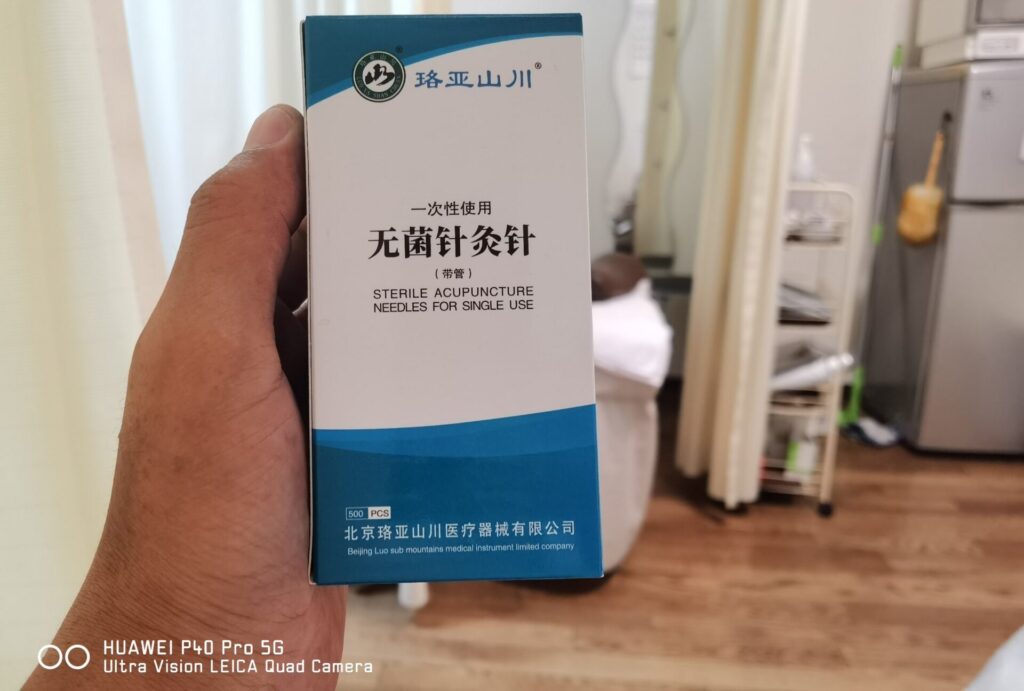 珞亚山川®
一次性使用
无菌针灸针
（带管）
STERILE ACUPUNCTURE
NEEDLES FOR SINGLE USE
500 PCS
北京珞亚山川医疗器械有限公司
Beijing Luo sub mountains medical instrument limited company
HUAWEI P40 Pro 5G
Ultra Vision LEICA Quad Camera